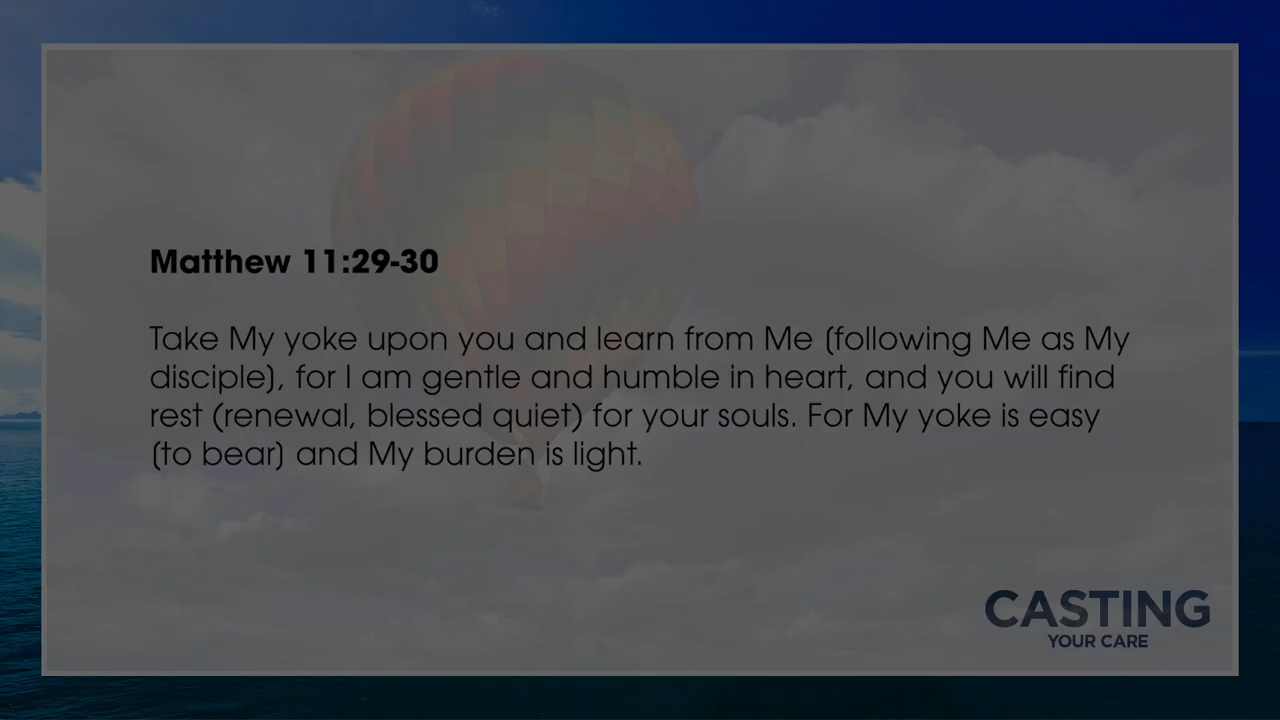 Matthew 11:29-30
Take My yoke upon you and learn from Me (following Me as My
disciple), for I am gentle and humble in heart, and you will find
rest (renewal, blessed quiet) for your souls. For My yoke is easy
(to bear) and My burden is light.
CASTING
YOUR CARE